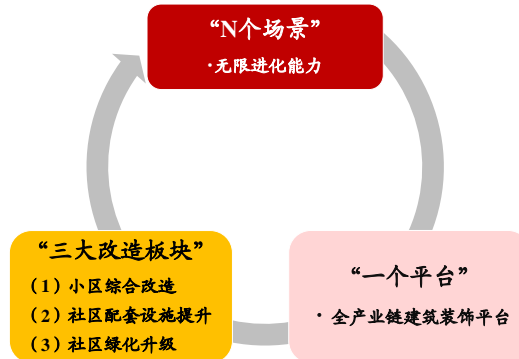 “N个场景”
·无限进化能力
“三大改造板块”
（1）小区综合改造
（2）社区配套设施提升
（3）社区绿化升级
“一个平台”
· 全产业链建筑装饰平台